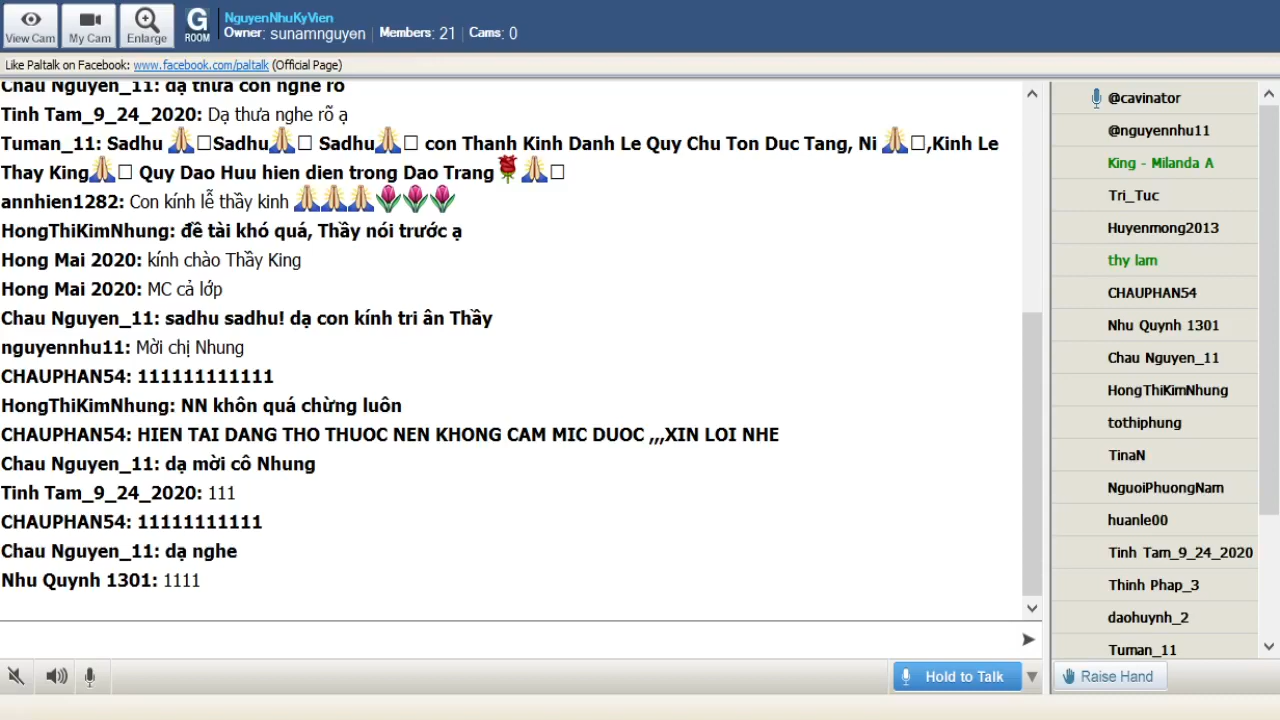 NguyenNhuKyVien
Owner: sunamnguyen | Members: 21 | Cams: 0
View Cam
My Cam
Enlarge
G
ROOM
Like Paltalk on Facebook: www.facebook.com/paltalk (Official Page)
Chau Nguyen_11: dạ thưa con nghe rõ
Tinh Tam_9_24_2020: Dạ thưa nghe rõ ạ
Tuman_11: Sadhu 🙏□Sadhu🙏□ Sadhu🙏□ con Thanh Kinh Danh Le Quy Chu Ton Duc Tang, Ni 🙏□,Kinh Le
Thay King🙏□ Quy Dao Huu hien dien trong Dao Trang🌹🙏□
annhien1282: Con kính lễ thầy kinh 🙏🙏🙏🌷🌷🌷
HongThiKimNhung: đề tài khó quá, Thầy nói trước ạ
Hong Mai 2020: kính chào Thầy King
Hong Mai 2020: MC cả lớp
Chau Nguyen_11: sadhu sadhu! dạ con kính tri ân Thầy
nguyennhu11: Mời chị Nhung
CHAUPHAN54: 111111111111
HongThiKimNhung: NN khôn quá chừng luôn
CHAUPHAN54: HIEN TAI DANG THO THUOC NEN KHONG CAM MIC DUOC ,,,XIN LOI NHE
Chau Nguyen_11: dạ mời cô Nhung
Tinh Tam_9_24_2020: 111
CHAUPHAN54: 11111111111
Chau Nguyen_11: dạ nghe
Nhu Quynh 1301: 1111
@cavinator
@nguyennhu11
King - Milanda A
Tri_Tuc
Huyenmong2013
thy lam
CHAUPHAN54
Nhu Quynh 1301
Chau Nguyen_11
HongThiKimNhung
tothiphung
TinaN
NguoiPhuongNam
huanle00
Tinh Tam_9_24_2020
Thinh Phap_3
daohuynh_2
Tuman_11
Hold to Talk
Raise Hand